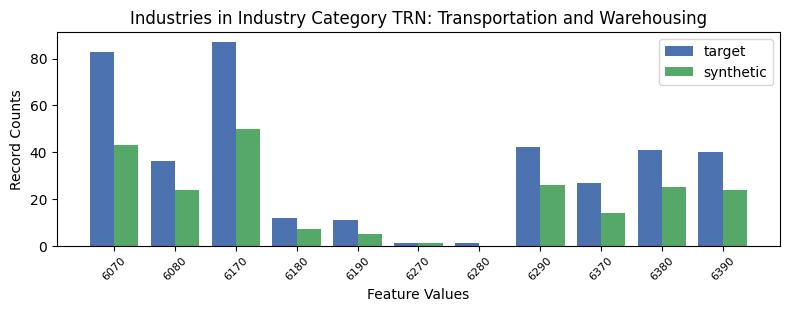 Industries in Industry Category TRN: Transportation and Warehousing
target
synthetic
Record Counts
80
60
40
20
0
6070 6080 6170 6180 6190 6270 6280 6290 6370 6380 6390
Feature Values